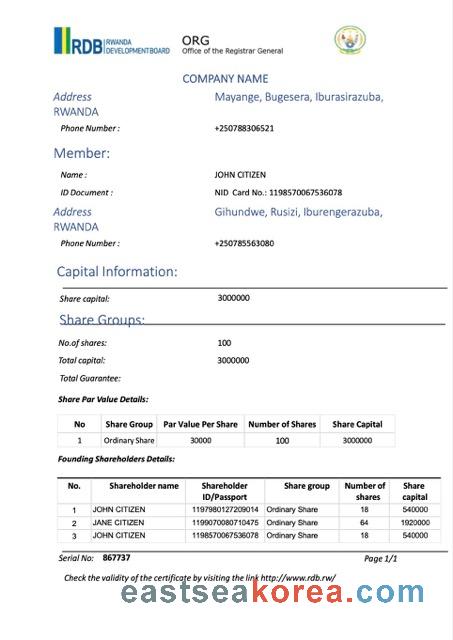 RDB RWANDA DEVELOPMENT BOARD
ORG
Office of the Registrar General
COMPANY NAME
Address Mayange, Bugesera, Iburasirazuba,
RWANDA
Phone Number : +250788306521
Member:
Name : JOHN CITIZEN
ID Document : NID Card No.: 1198570067536078
Address Gihundwe, Rusizi, Iburengerazuba,
RWANDA
Phone Number : +250785563080
Capital Information:
Share capital: 3000000
Share Groups:
No.of shares: 100
Total capital: 3000000
Total Guarantee:
Share Par Value Details:
No Share Group Par Value Per Share Number of Shares Share Capital
1 Ordinary Share 30000 100 3000000
Founding Shareholders Details:
No. Shareholder name Shareholder ID/Passport Share group Number of shares Share capital
1 JOHN CITIZEN 1197980127209014 Ordinary Share 18 540000
2 JANE CITIZEN 1199070080710475 Ordinary Share 64 1920000
3 JOHN CITIZEN 1198570067536078 Ordinary Share 18 540000
Serial No: 867737 Page 1/1
Check the validity of the certificate by visiting the link http://www.rdb.rw/
eastseakorea.com